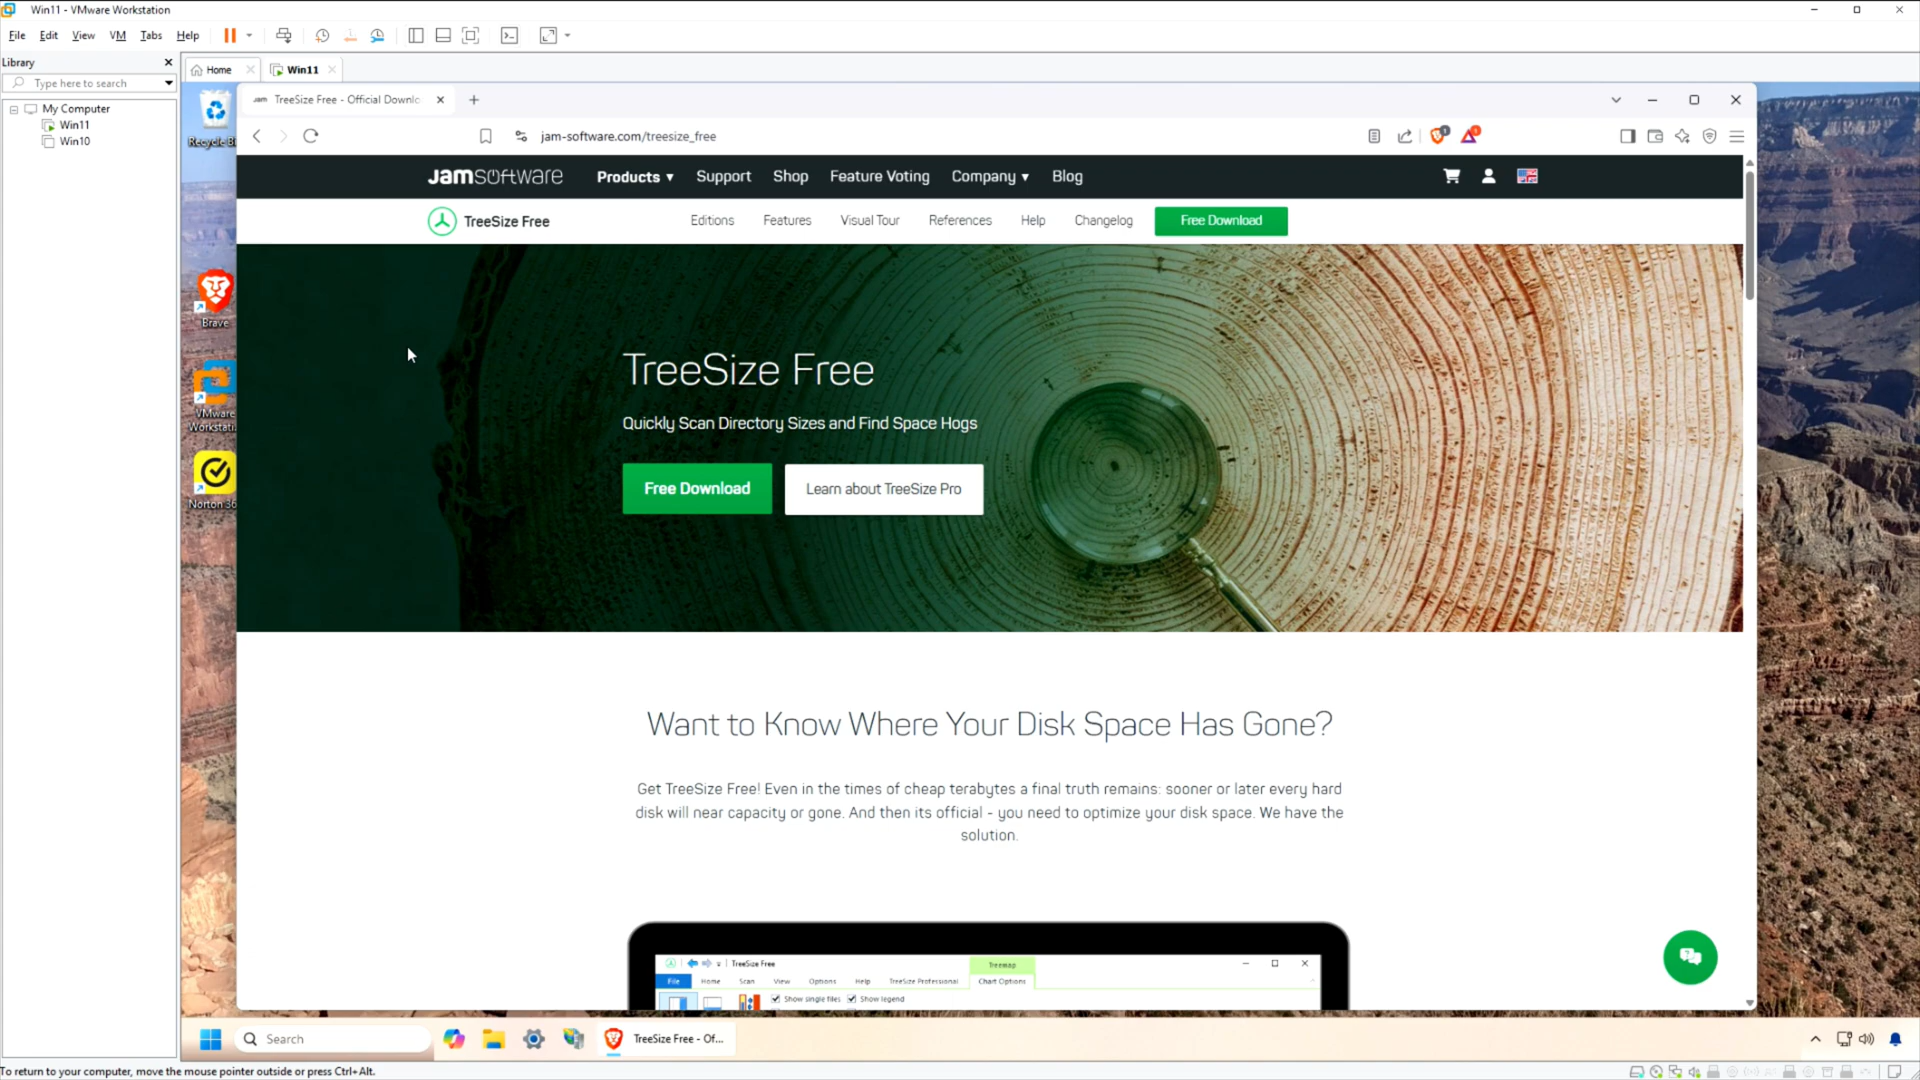 Win11 - VMware Workstation
File Edit View VM Tabs Help
Library
Type here to search
My Computer
Win11
Win10
Home
Win11
TreeSize Free - Official Downlo
jam-software.com/treesize_free
JAMSOFTWARE
Products Support Shop Feature Voting Company Blog
TreeSize Free
Editions Features Visual Tour References Help Changelog
Free Download
Recycle Bi
Brave
VMware
Workstati...
Norton 36
TreeSize Free
Quickly Scan Directory Sizes and Find Space Hogs
Free Download
Learn about TreeSize Pro
Want to Know Where Your Disk Space Has Gone?
Get TreeSize Free! Even in the times of cheap terabytes a final truth remains: sooner or later every hard
disk will near capacity or gone. And then its official - you need to optimize your disk space. We have the
solution.
TreeSize Free
Treemap
File Home Scan View Options Help TreeSize Professional Chart Options
Show single files Show legend
Search
TreeSize Free - Of...
To return to your computer, move the mouse pointer outside or press Ctrl+Alt.